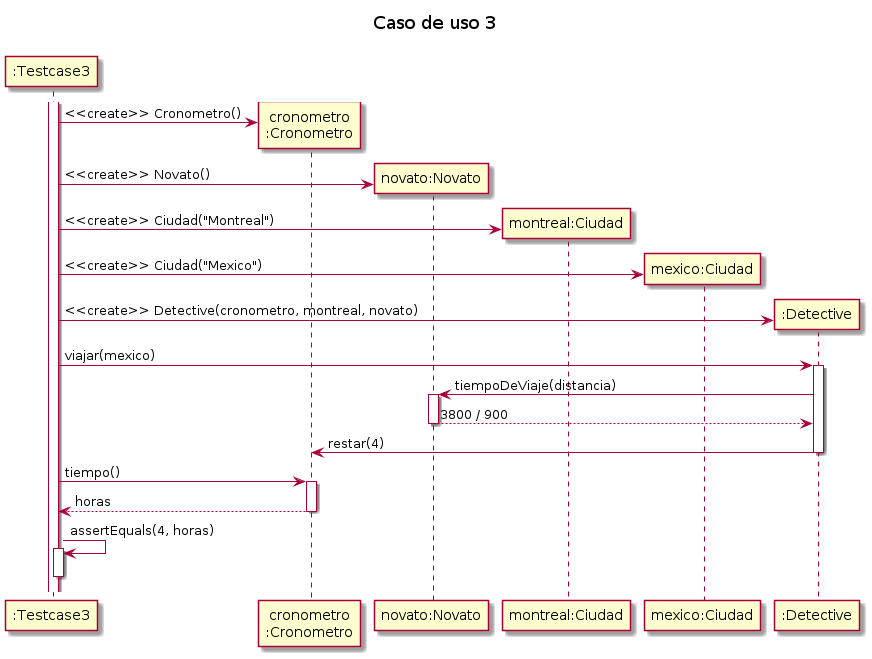 Caso de uso 3
:Testcase3
<<create>> Cronometro()
cronometro
:Cronometro
<<create>> Novato()
novato:Novato
<<create>> Ciudad("Montreal")
montreal:Ciudad
<<create>> Ciudad("Mexico")
mexico:Ciudad
<<create>> Detective(cronometro, montreal, novato)
:Detective
viajar(mexico)
tiempoDeViaje(distancia)
3800 / 900
restar(4)
tiempo()
horas
assertEquals(4, horas)
:Testcase3
cronometro
:Cronometro
novato:Novato
montreal:Ciudad
mexico:Ciudad
:Detective